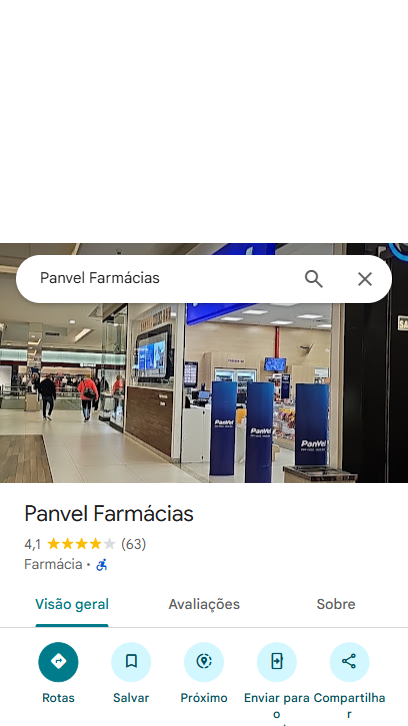 Panvel Farmácias
PanVel
PanVel
PanVel
Panvel Farmácias
4,1 (63)
Farmácia ·
Visão geral Avaliações Sobre
Rotas Salvar Próximo Enviar para o Compartilhar